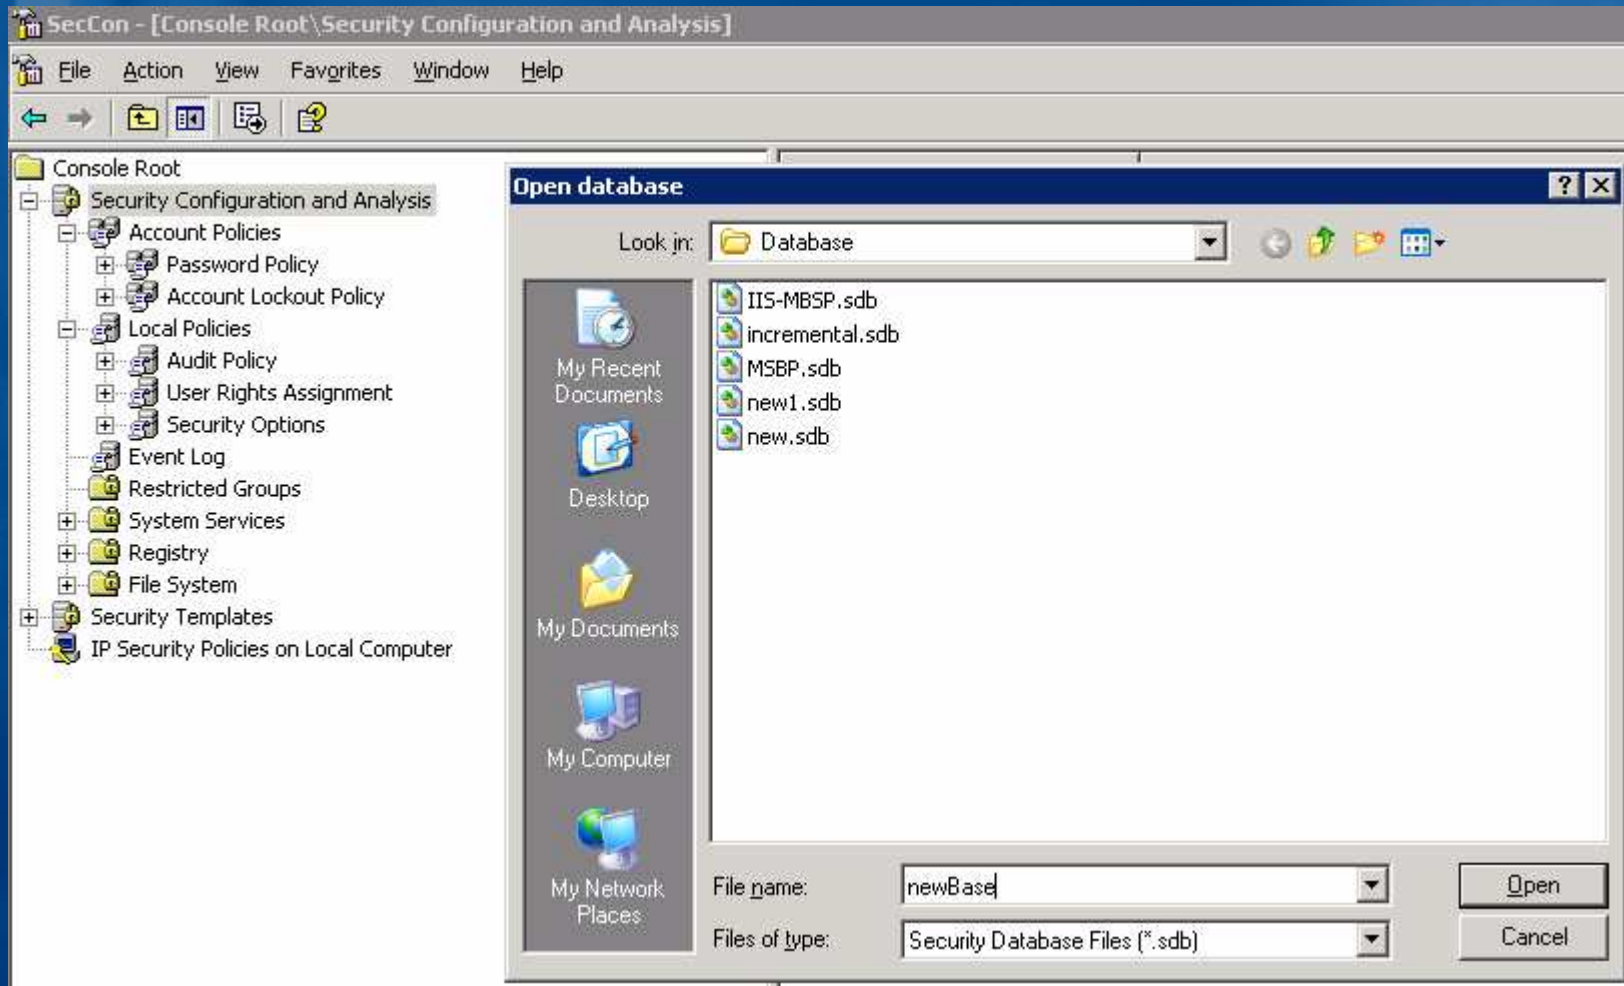 SecCon - [Console Root\Security Configuration and Analysis]
File Action View Favorites Window Help
Console Root
Security Configuration and Analysis
Account Policies
Password Policy
Account Lockout Policy
Local Policies
Audit Policy
User Rights Assignment
Security Options
Event Log
Restricted Groups
System Services
Registry
File System
Security Templates
IP Security Policies on Local Computer
Open database
Look in: Database
My Recent
Documents
Desktop
My Documents
My Computer
My Network
Places
IIS-MBSP.sdb
incremental.sdb
MSBP.sdb
new1.sdb
new.sdb
File name: newBase Open
Files of type: Security Database Files (*.sdb) Cancel